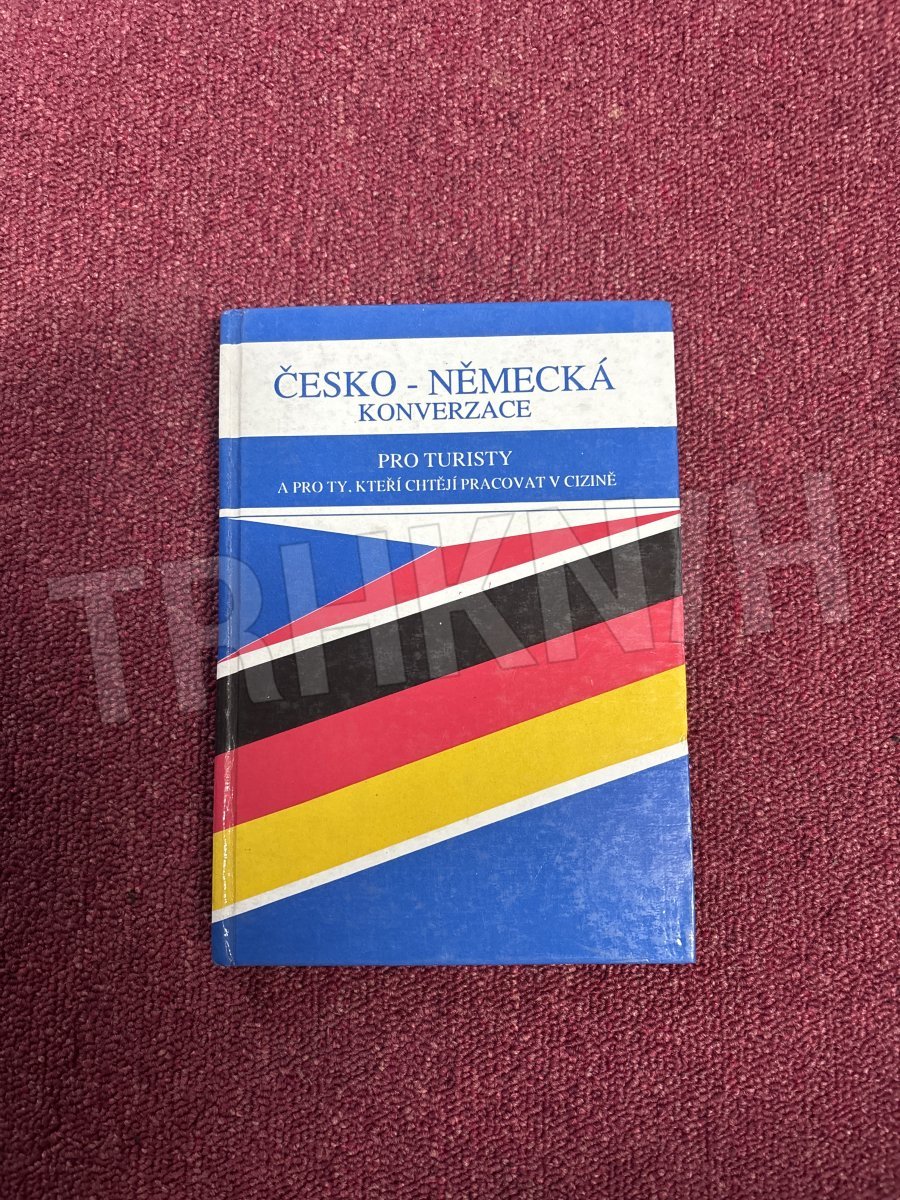 ČESKO - NĚMECKÁ
KONVERZACE
PRO TURISTY
A PRO TY, KTEŘÍ CHTĚJÍ PRACOVAT V CIZINĚ
TRHKNIH